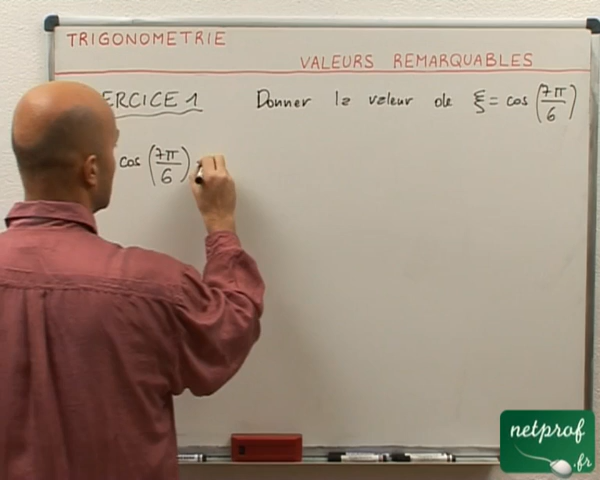 TRIGONOMETRIE
VALEURS REMARQUABLES
ERCICE 1 Donner la valeur de ξ = cos (7π/6)
cos (7π/6)
netprof
.fr